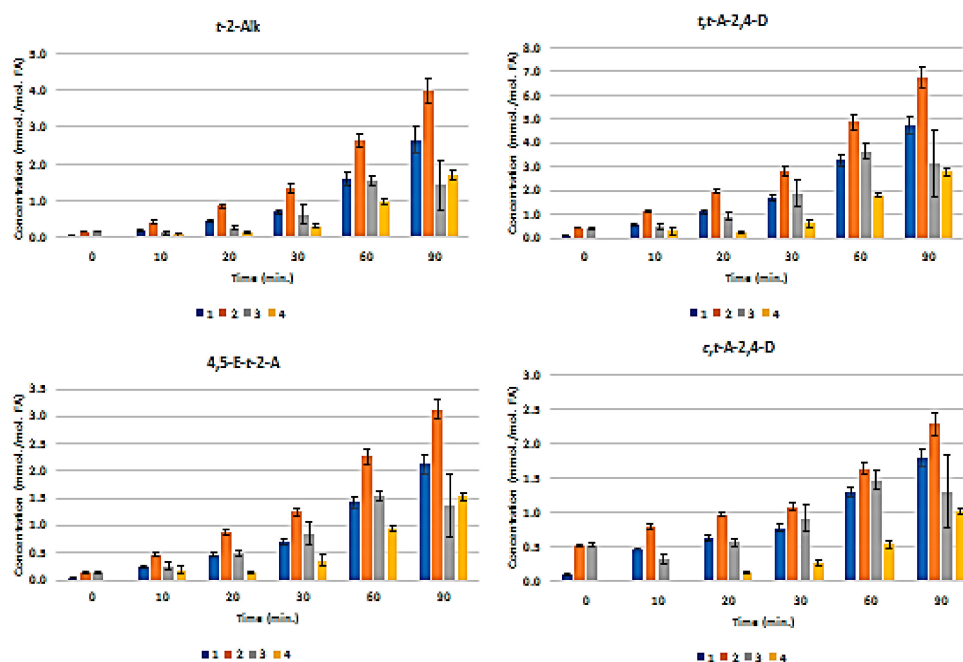 t-2-Alk
Concentration (mmol./mol. FA)
5.0
4.0
3.0
2.0
1.0
0.0
0 10 20 30 60 90
Time (min.)
1 2 3 4
t,t-A-2,4-D
Concentration (mmol./mol. FA)
8.0
7.0
6.0
5.0
4.0
3.0
2.0
1.0
0.0
0 10 20 30 60 90
Time (min.)
1 2 3 4
4,5-E-t-2-A
Concentration (mmol./mol. FA)
3.5
3.0
2.5
2.0
1.5
1.0
0.5
0.0
0 10 20 30 60 90
Time (min.)
1 2 3 4
c,t-A-2,4-D
Concentration (mmol./mol. FA)
3.0
2.5
2.0
1.5
1.0
0.5
0.0
0 10 20 30 60 90
Time (min.)
1 2 3 4